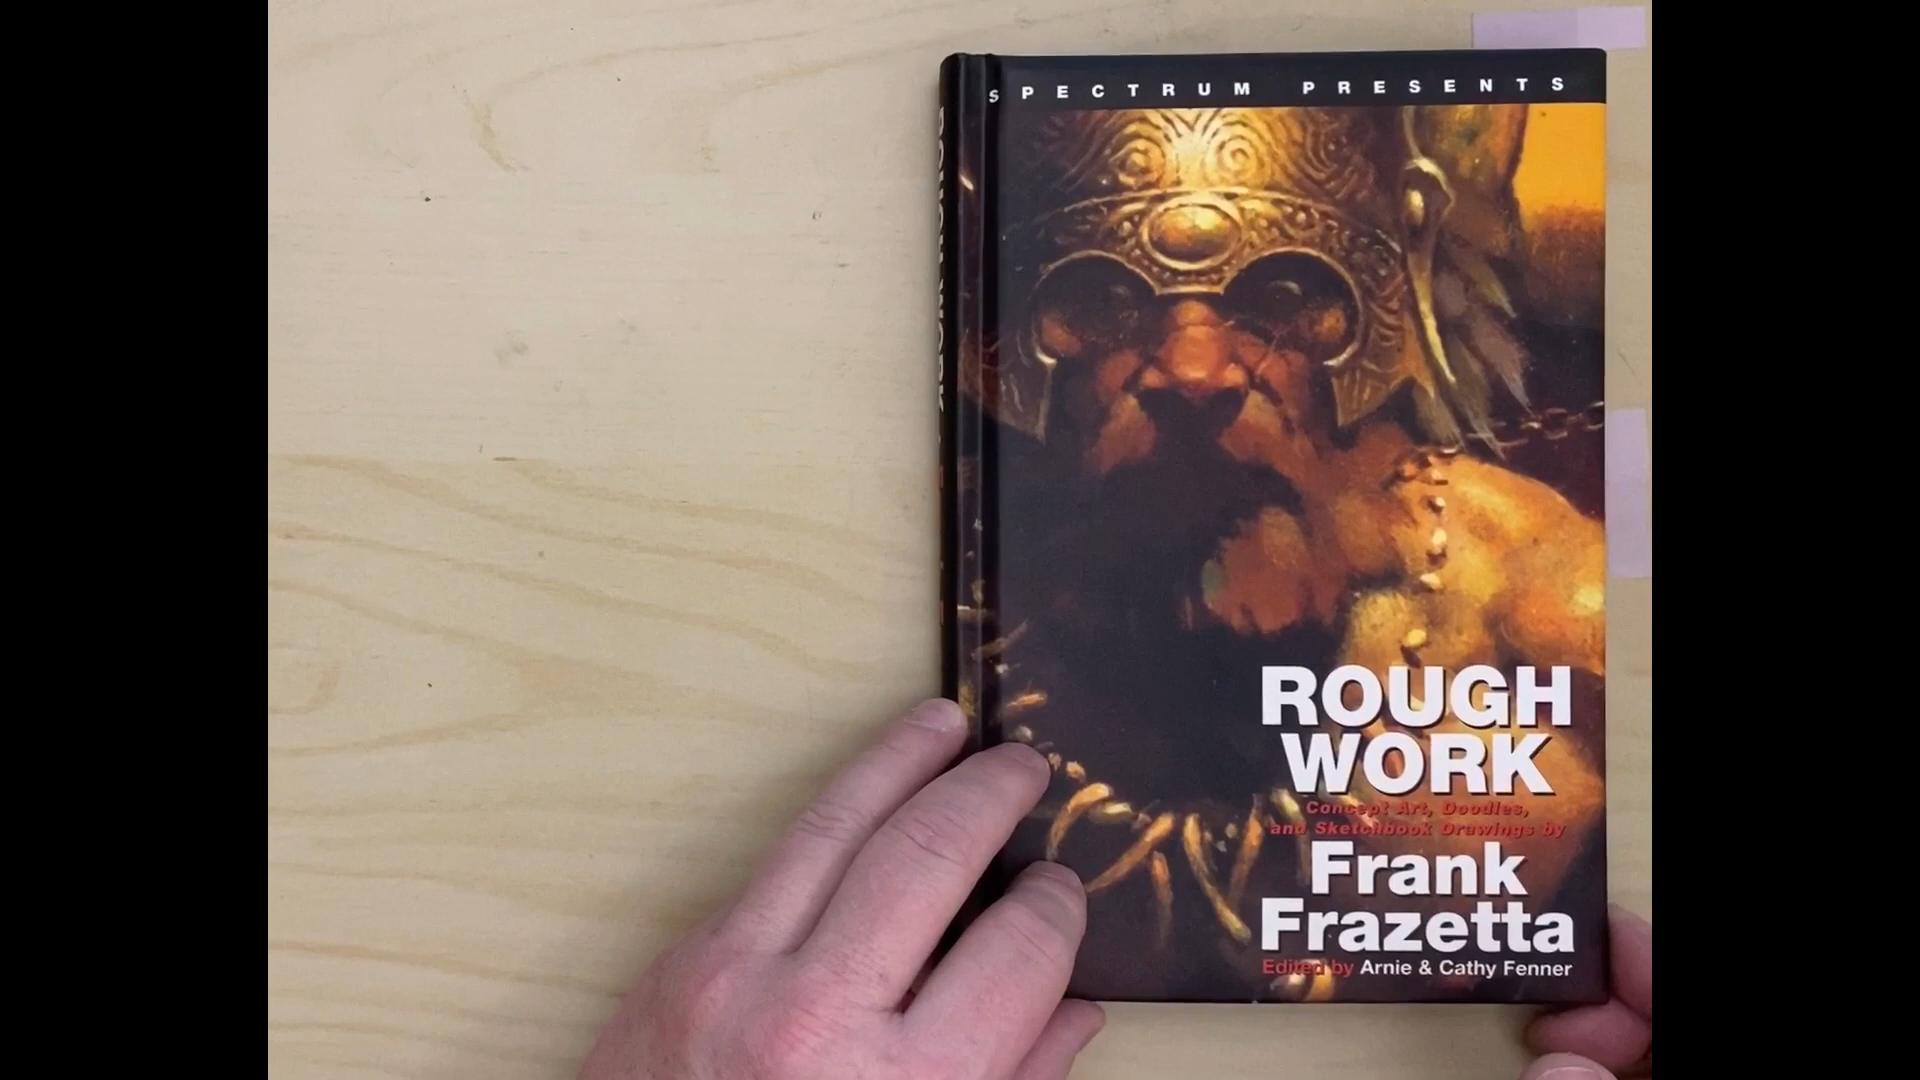 SPECTRUM PRESENTS
ROUGH
WORK
Concept Art, Doodles,
and Sketchbook Drawings by
Frank
Frazetta
Edited by Arnie & Cathy Fenner